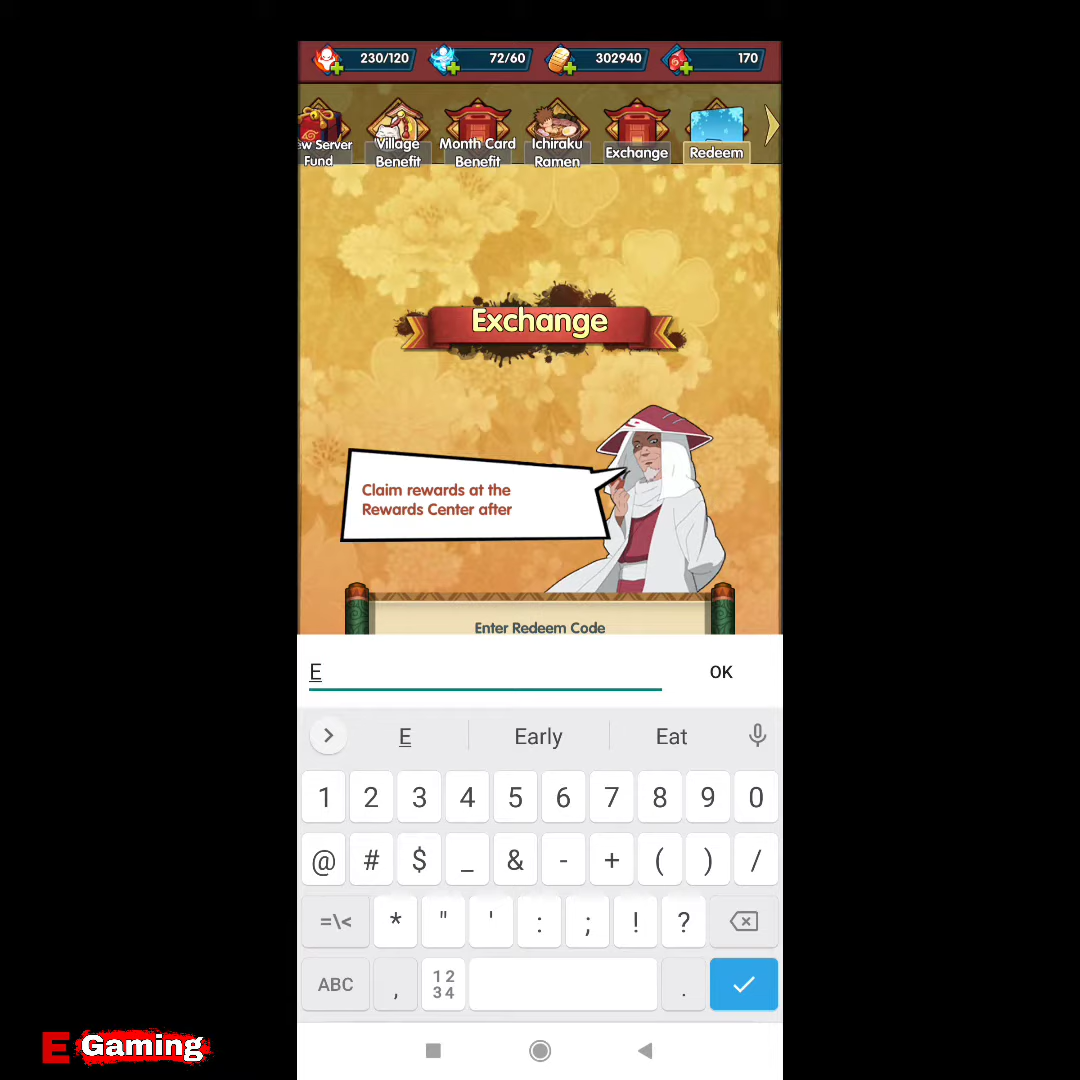 230/120 72/60 302940 170
ew Server Fund
Village Benefit
Month Card Benefit
Ichiraku Ramen
Exchange
Redeem
Exchange
Claim rewards at the
Rewards Center after
Enter Redeem Code
E OK
E Early Eat
1 2 3 4 5 6 7 8 9 0
@ # $ _ & - + ( ) /
=\< * " ' : ; ! ?
ABC , 12 34 .
E Gaming